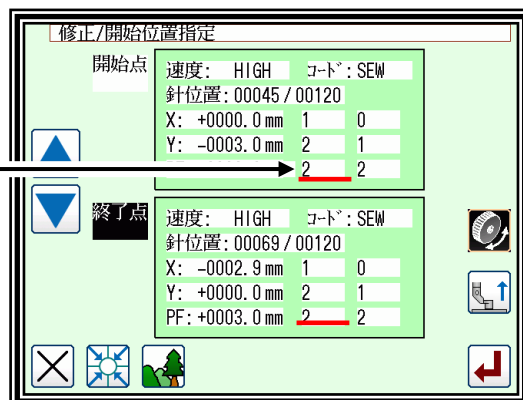 修正/開始位置指定
開始点
速度: HIGH コード: SEW
針位置: 00045 / 00120
X: +0000. 0 mm 1 0
Y: -0003. 0 mm 2 1
2 2
終了点
速度: HIGH コード: SEW
針位置: 00069 / 00120
X: -0002. 9 mm 1 0
Y: +0000. 0 mm 2 1
PF: +0003. 0 mm 2 2